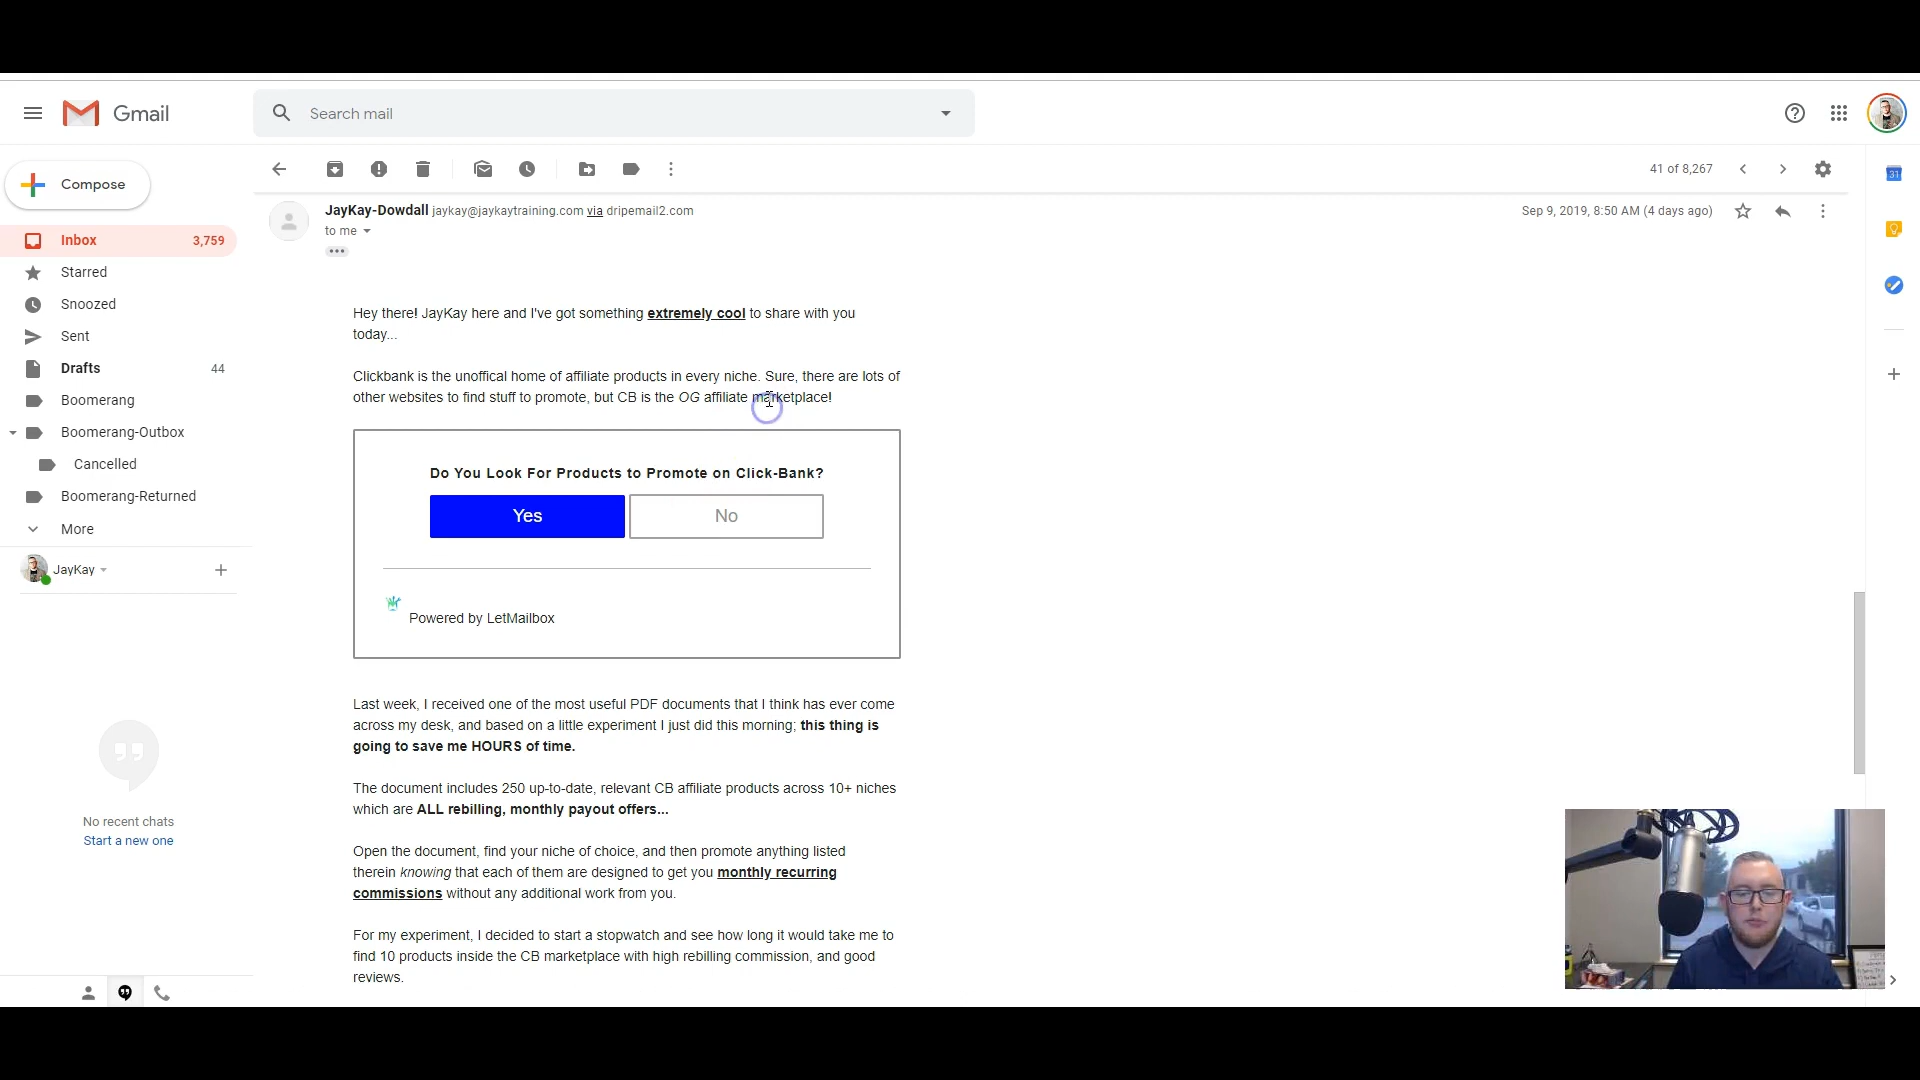 Gmail
Search mail
Compose
41 of 8,267
31
JayKay-Dowdall jaykay@jaykaytraining.com via dripemail2.com
Sep 9, 2019, 8:50 AM (4 days ago)
to me
Inbox 3,759
Starred
Snoozed
Sent
Drafts 44
Boomerang
Boomerang-Outbox
Cancelled
Boomerang-Returned
More
JayKay
No recent chats
Start a new one
Hey there! JayKay here and I've got something extremely cool to share with you
today...
Clickbank is the unoffical home of affiliate products in every niche. Sure, there are lots of
other websites to find stuff to promote, but CB is the OG affiliate marketplace!
Do You Look For Products to Promote on Click-Bank?
Yes No
Powered by LetMailbox
Last week, I received one of the most useful PDF documents that I think has ever come
across my desk, and based on a little experiment I just did this morning; this thing is
going to save me HOURS of time.
The document includes 250 up-to-date, relevant CB affiliate products across 10+ niches
which are ALL rebilling, monthly payout offers...
Open the document, find your niche of choice, and then promote anything listed
therein knowing that each of them are designed to get you monthly recurring
commissions without any additional work from you.
For my experiment, I decided to start a stopwatch and see how long it would take me to
find 10 products inside the CB marketplace with high rebilling commission, and good
reviews.